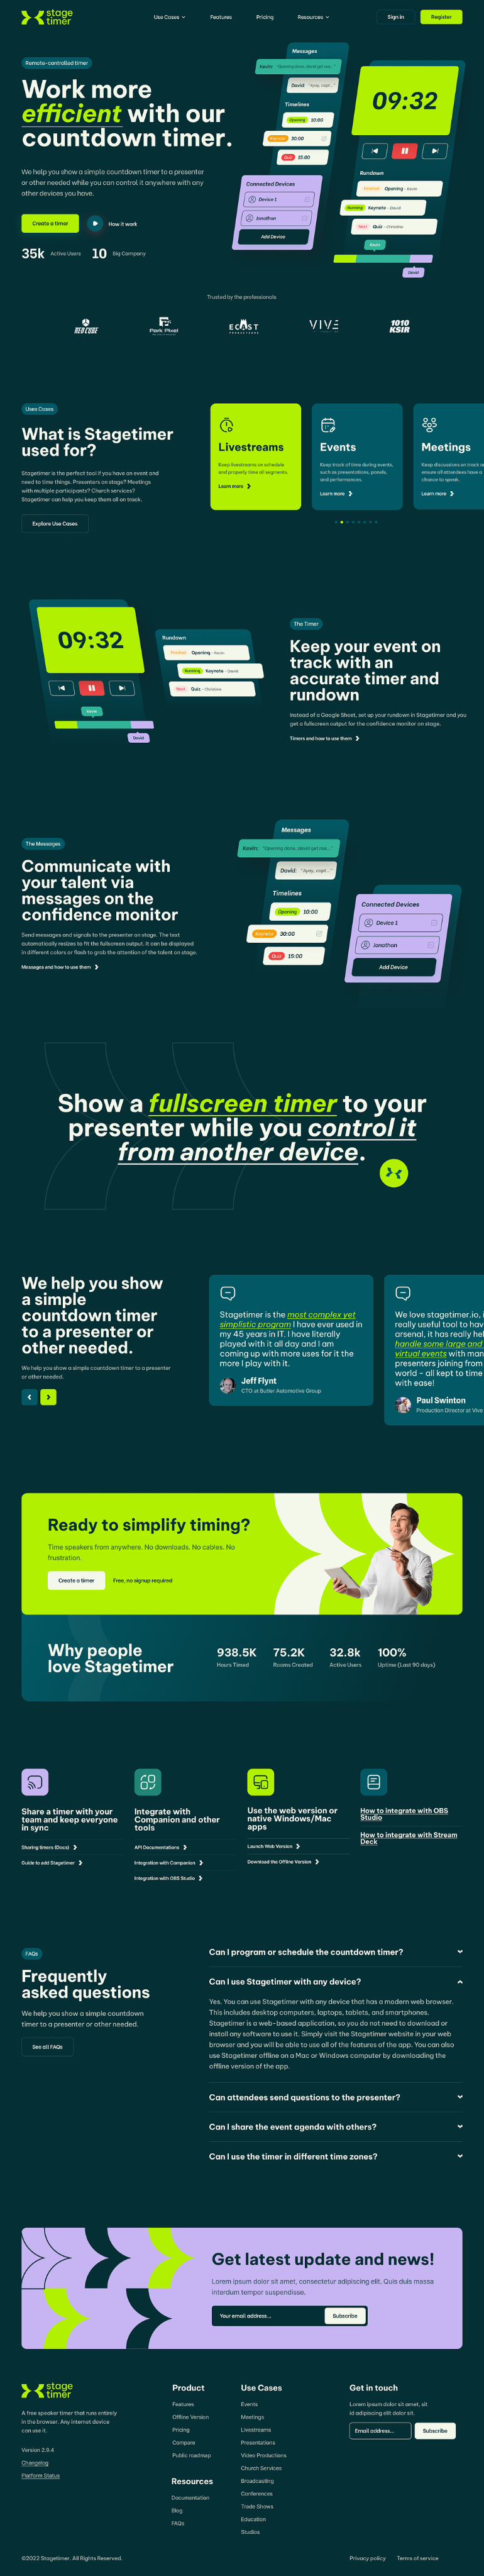 stage
timer
Use Cases
Features
Pricing
Resources
Sign in
Register
Remote-controlled timer
Work more
efficient with our
countdown timer.
We help you show a simple countdown timer to a presenter
or other needed while you can control it anywhere with any
other devices you have.
Create a timer
How it work
35k Active Users
10 Big Company
Messages
Kevin: "Opening done, david get rea..."
David: "Ayay, capt..."
Timelines
Opening 10:00
Keynote 30:00
Quiz 15:00
Connected Devices
Device 1
Jonathan
Add Device
09:32
Rundown
Finished Opening - Kevin
Running Keynote - David
Next Quiz - Christine
Kevin
David
Trusted by the professionals
RED CUBE
Park Pixel
ECAST
PRODUCTIONS
VIVE
1010
KSIR
Uses Cases
What is Stagetimer
used for?
Stagetimer is the perfect tool if you have an event and
need to time things. Presenters on stage? Meetings
with multiple participants? Church services?
Stagetimer can help you keep them all on track.
Explore Use Cases
Livestreams
Keep livestreams on schedule
and properly time all segments.
Learn more
Events
Keep track of time during events,
such as presentations, panels,
and performances.
Learn more
Meetings
Keep discussions on track
ensure all attendees have a
chance to speak.
Learn more
09:32
Kevin
David
Rundown
Finished Opening - Kevin
Running Keynote - David
Next Quiz - Christine
The Timer
Keep your event on
track with an
accurate timer and
rundown
Instead of a Google Sheet, set up your rundown in Stagetimer and you
get a fullscreen output for the confidence monitor on stage.
Timers and how to use them
The Messages
Communicate with
your talent via
messages on the
confidence monitor
Send messages and signals to the presenter on stage. The text
automatically resizes to fit the fullscreen output. It can be displayed
in different colors or flash to grab the attention of the talent on stage.
Messages and how to use them
Messages
Kevin: "Opening done, david get rea..."
David: "Ayay, capt..."
Timelines
Opening 10:00
Keynote 30:00
Quiz 15:00
Connected Devices
Device 1
Jonathan
Add Device
Show a fullscreen timer to your
presenter while you control it
from another device.
We help you show
a simple
countdown timer
to a presenter or
other needed.
We help you show a simple countdown timer to a presenter
or other needed.
Stagetimer is the most complex yet
simplistic program I have ever used in
my 45 years in IT. I have literally
played with it all day and I am
coming up with more uses for it the
more I play with it.
Jeff Flynt
CTO at Butler Automotive Group
We love stagetimer.io,
really useful tool to hav
arsenal, it has really hel
handle some large and
virtual events with man
presenters joining from
world - all kept to time
with ease!
Paul Swinton
Production Director at Vive
Ready to simplify timing?
Time speakers from anywhere. No downloads. No cables. No
frustration.
Create a timer
Free, no signup required
Why people
love Stagetimer
938.5K
Hours Timed
75.2K
Rooms Created
32.8k
Active Users
100%
Uptime (Last 90 days)
Share a timer with your
team and keep everyone
in sync
Sharing timers (Docs)
Guide to add Stagetimer
Integrate with
Companion and other
tools
API Documentations
Integration with Companion
Integration with OBS Studio
Use the web version or
native Windows/Mac
apps
Launch Web Version
Download the Offline Version
How to integrate with OBS
Studio
How to integrate with Stream
Deck
FAQs
Frequently
asked questions
We help you show a simple countdown
timer to a presenter or other needed.
See all FAQs
Can I program or schedule the countdown timer?
Can I use Stagetimer with any device?
Yes. You can use Stagetimer with any device that has a modern web browser.
This includes desktop computers, laptops, tablets, and smartphones.
Stagetimer is a web-based application, so you do not need to download or
install any software to use it. Simply visit the Stagetimer website in your web
browser and you will be able to use all of the features of the app. You can also
use Stagetimer offline on a Mac or Windows computer by downloading the
offline version of the app.
Can attendees send questions to the presenter?
Can I share the event agenda with others?
Can I use the timer in different time zones?
Get latest update and news!
Lorem ipsum dolor sit amet, consectetur adipiscing elit. Quis duis massa
interdum tempor suspendisse.
Your email address...
Subscribe
stage
timer
A free speaker timer that runs entirely
in the browser. Any internet device
can use it.
Version 2.9.4
Changelog
Platform Status
Product
Features
Offline Version
Pricing
Compare
Public roadmap
Resources
Documentation
Blog
FAQs
Use Cases
Events
Meetings
Livestreams
Presentations
Video Productions
Church Services
Broadcasting
Conferences
Trade Shows
Education
Studios
Get in touch
Lorem ipsum dolor sit amet, sit
id adipiscing elit dolor sit.
Email address...
Subscribe
©2022 Stagetimer. All Rights Reserved.
Privacy policy
Terms of service